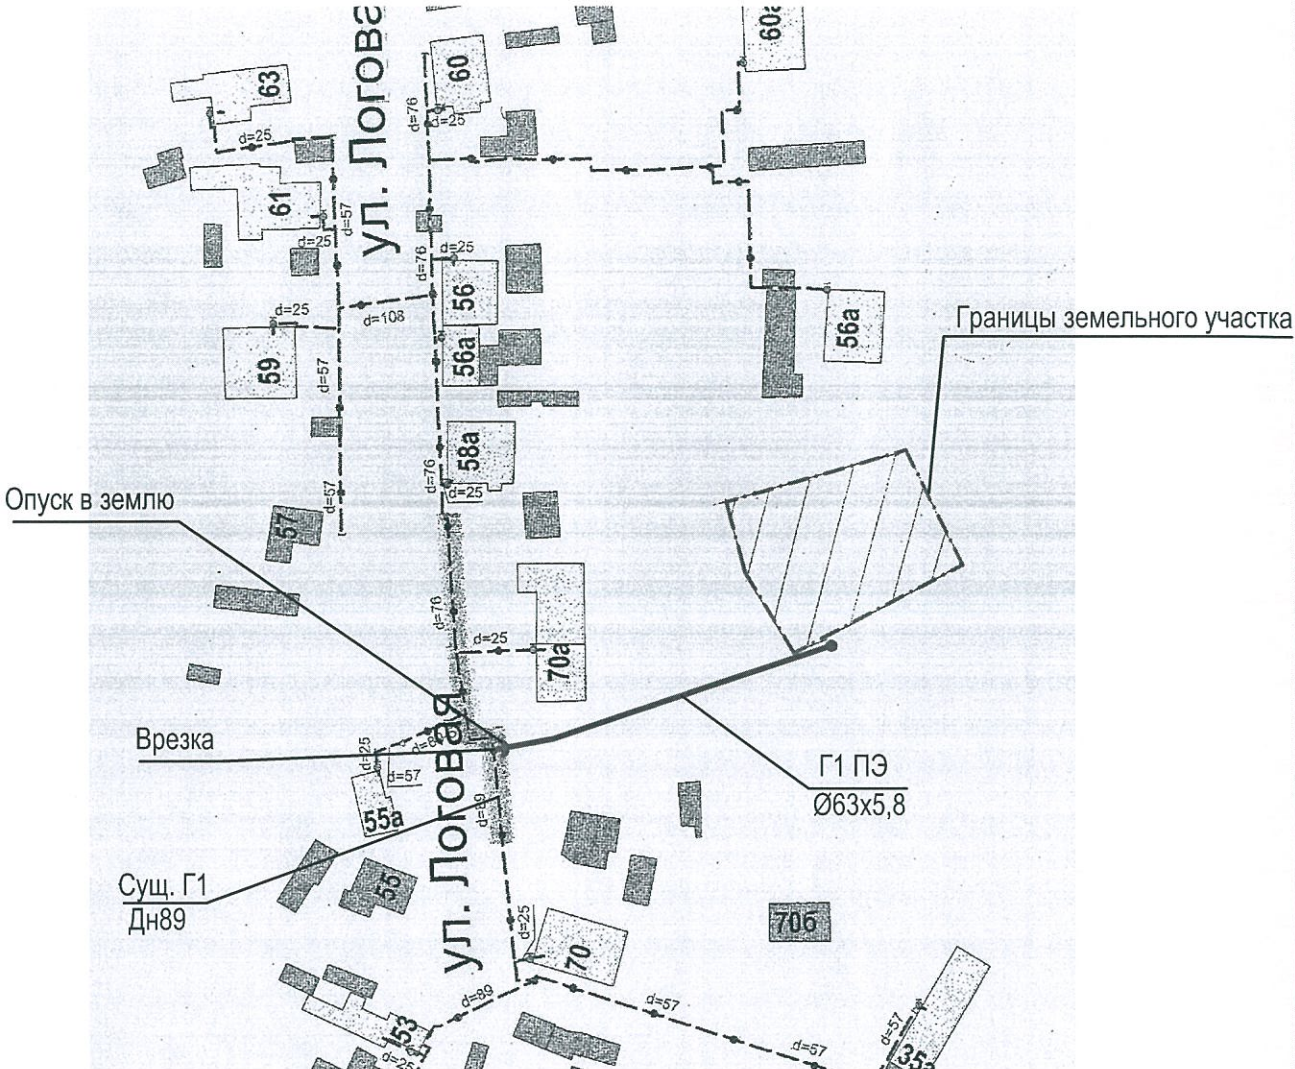 60
60а
63
ул. Логова
d=76
d=25
d=25
61
d=57
d=25
d=76
d=25
56
d=25
d=108
56а
59
d=57
56а
Границы земельного участка
58а
d=76
d=25
d=57
Опуск в землю
57
d=76
d=25
70а
Врезка
d=25
d=57
55а
ул. Логовая
d=89
Г1 ПЭ
Ø63х5,8
Сущ. Г1
Дн89
55
d=25
70
70б
d=89
d=57
d=57
d=57
53
d=25
35